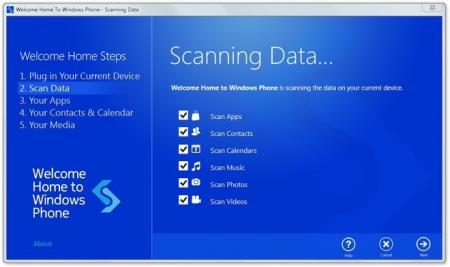 Welcome Home To Windows Phone - Scanning Data
Welcome Home Steps
1. Plug in Your Current Device
2. Scan Data
3. Your Apps
4. Your Contacts & Calendar
5. Your Media
Welcome
Home to
Windows
Phone
About
Scanning Data...
Welcome Home to Windows Phone is scanning the data on your current device.
Scan Apps
Scan Contacts
Scan Calendars
Scan Music
Scan Photos
Scan Videos
Help
Cancel
Next